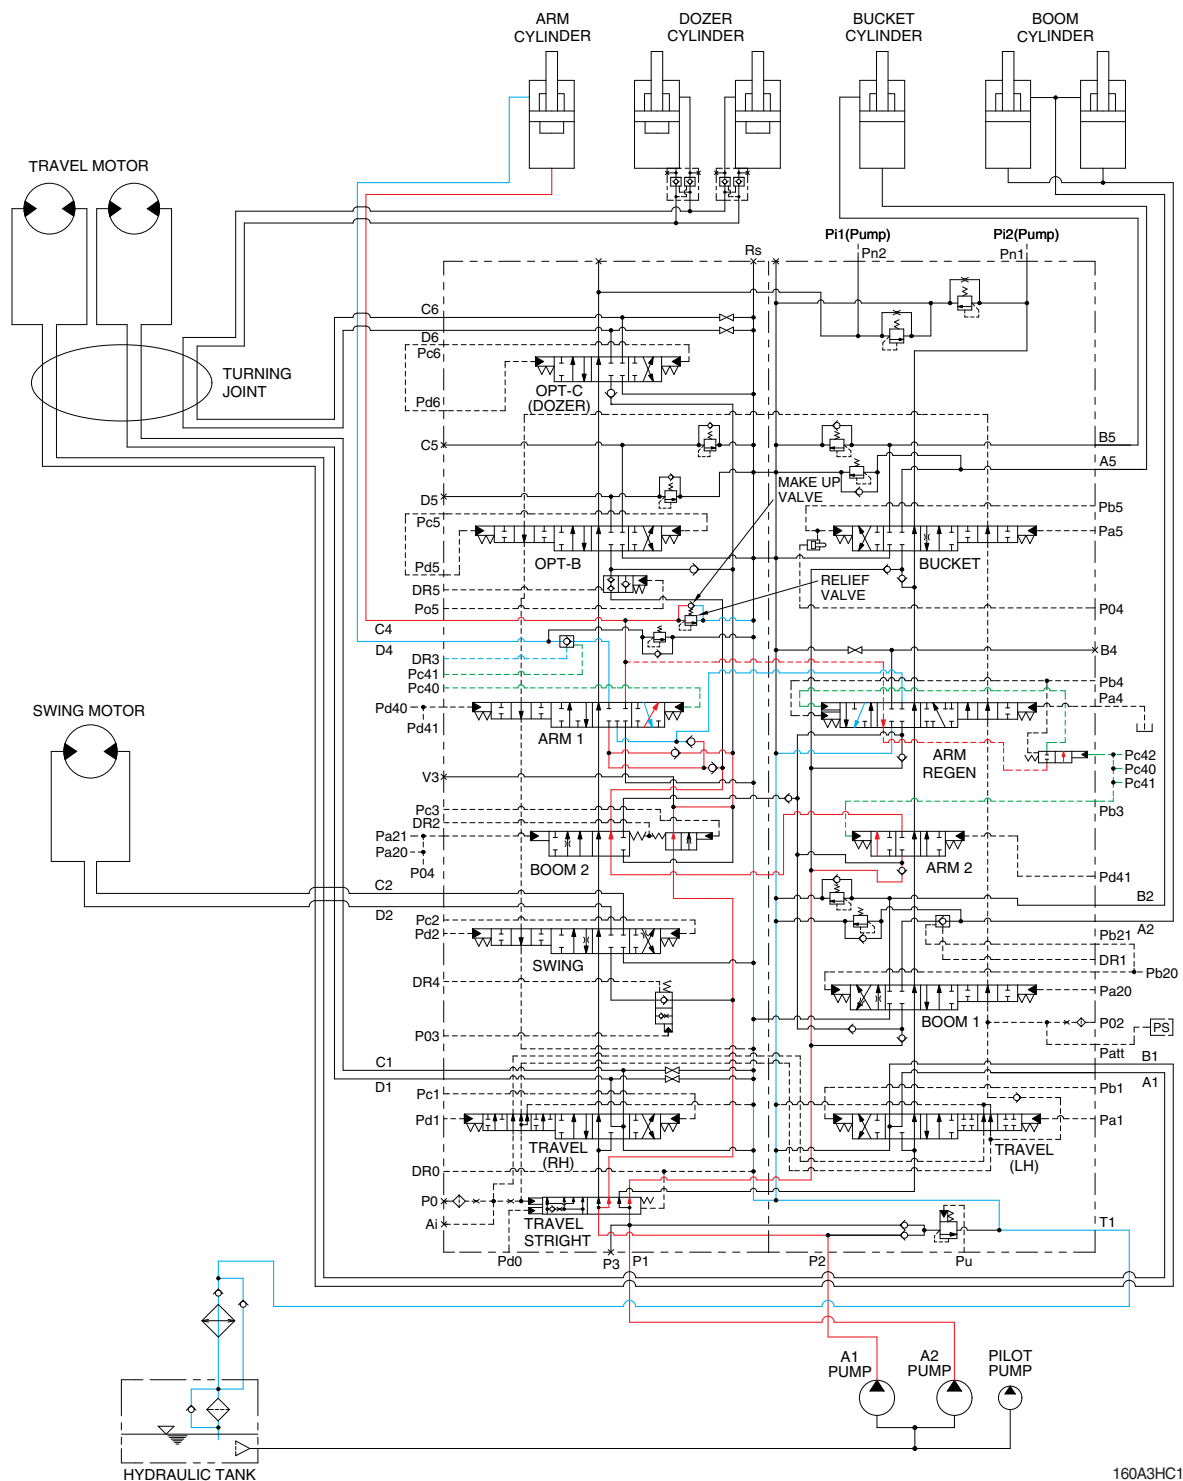 ARM
CYLINDER
DOZER
CYLINDER
BUCKET
CYLINDER
BOOM
CYLINDER
TRAVEL MOTOR
TURNING
JOINT
Pi1(Pump)
Pn2
Pi2(Pump)
Pn1
Rs
C6
D6
Pc6
Pd6
OPT-C
(DOZER)
C5
B5
A5
D5
MAKE UP
VALVE
Pc5
Pb5
Pa5
Pd5
OPT-B
BUCKET
DR5
Po5
RELIEF
VALVE
P04
C4
D4
B4
DR3
Pc41
Pc40
Pb4
Pa4
Pd40
Pd41
ARM 1
ARM
REGEN
SWING MOTOR
Pc42
Pc40
Pc41
V3
Pc3
DR2
Pb3
Pa21
Pa20
P04
BOOM 2
ARM 2
Pd41
C2
D2
B2
A2
Pc2
Pd2
SWING
Pb21
DR1
Pb20
DR4
Pa20
BOOM 1
P03
P02
PS
Patt
C1
D1
B1
A1
Pc1
Pd1
Pb1
Pa1
TRAVEL
(RH)
TRAVEL
(LH)
DR0
P0
Ai
TRAVEL
STRIGHT
T1
Pd0
P3
P1
P2
Pu
A1
PUMP
A2
PUMP
PILOT
PUMP
HYDRAULIC TANK
160A3HC1